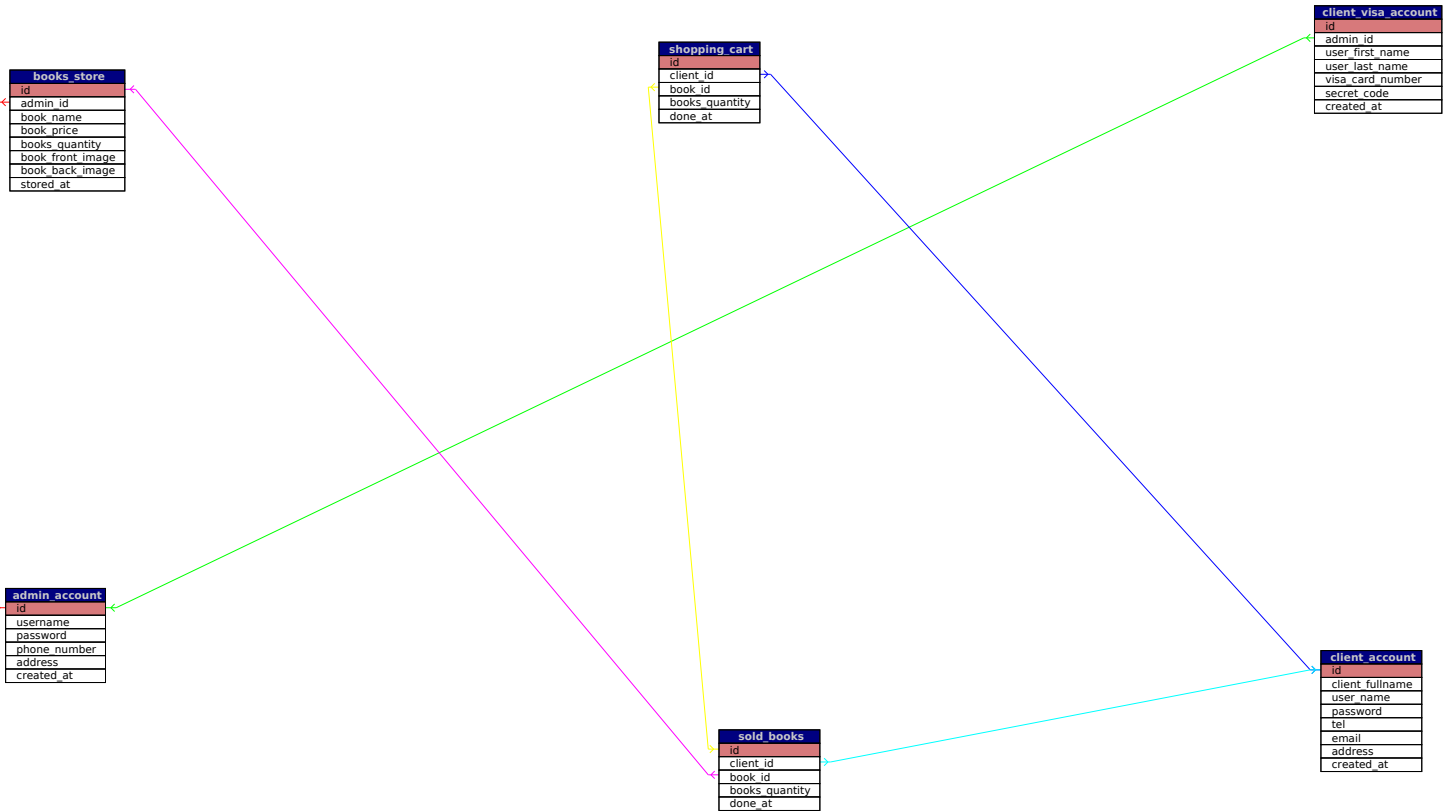 books_store
id
admin_id
book_name
book_price
books_quantity
book_front_image
book_back_image
stored_at
shopping_cart
id
client_id
book_id
books_quantity
done_at
client_visa_account
id
admin_id
user_first_name
user_last_name
visa_card_number
secret_code
created_at
admin_account
id
username
password
phone_number
address
created_at
sold_books
id
client_id
book_id
books_quantity
done_at
client_account
id
client_fullname
user_name
password
tel
email
address
created_at